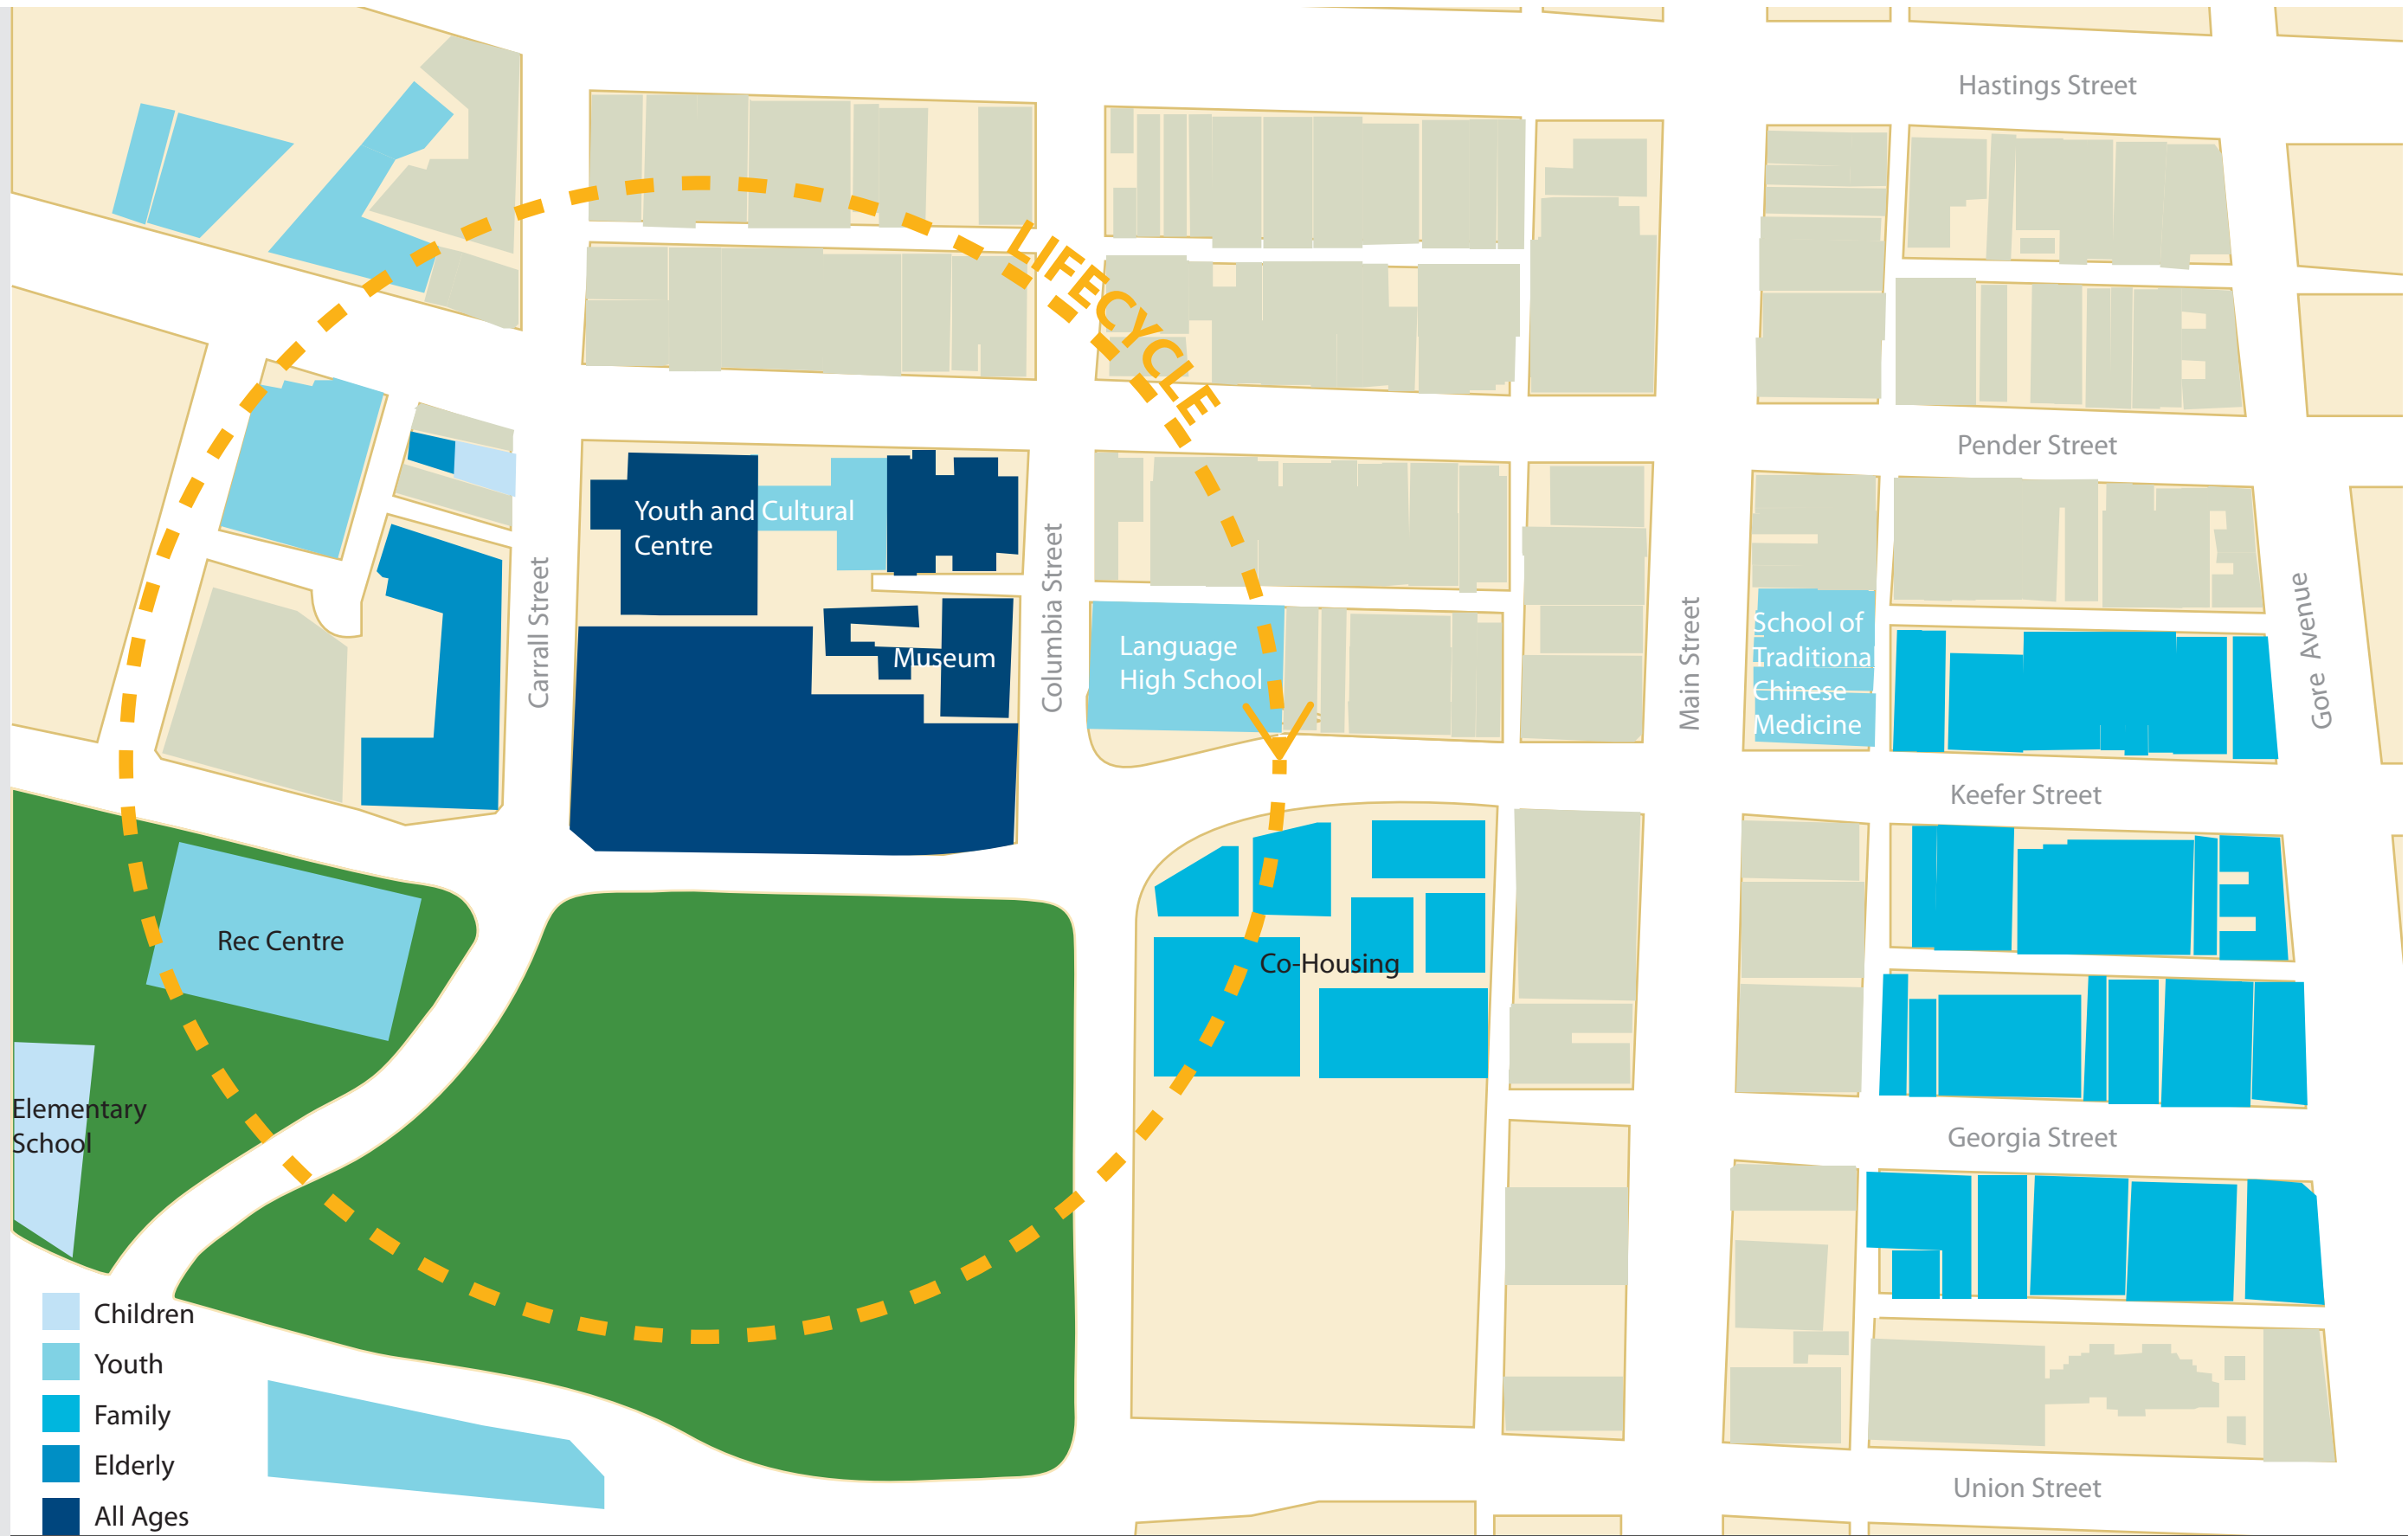 Hastings Street
LIFECYCLE
Pender Street
Youth and Cultural
Centre
Carrall Street
Columbia Street
Museum
Language
High School
Main Street
School of
Traditiona
Chinese
Medicine
Gore Avenue
Keefer Street
Rec Centre
Co-Housing
Elementary
School
Georgia Street
Children
Youth
Family
Elderly
All Ages
Union Street